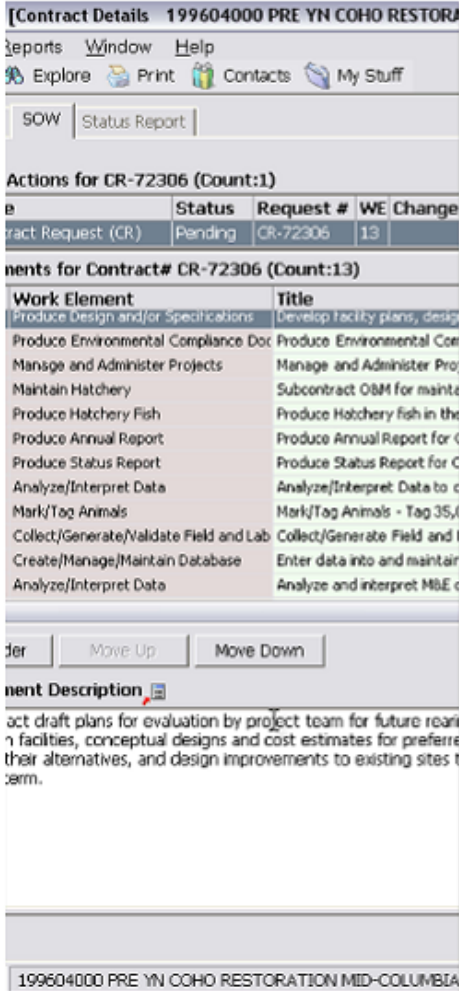 [Contract Details 199604000 PRE YN COHO RESTORA
Reports Window Help
Explore Print Contacts My Stuff
SOW Status Report
Actions for CR-72306 (Count:1)
e Status Request # WE Change
tract Request (CR) Pending CR-72306 13
ments for Contract# CR-72306 (Count:13)
Work Element Title
Produce Design and/or Specifications Develop facility plans, desig
Produce Environmental Compliance Doc Produce Environmental Com
Manage and Administer Projects Manage and Administer Proj
Maintain Hatchery Subcontract O&M for mainta
Produce Hatchery Fish Produce Hatchery fish in the
Produce Annual Report Produce Annual Report for
Produce Status Report Produce Status Report for C
Analyze/Interpret Data Analyze/Interpret Data to c
Mark/Tag Animals Mark/Tag Animals - Tag 35,
Collect/Generate/Validate Field and Lab Collect/Generate Field and
Create/Manage/Maintain Database Enter data into and maintain
Analyze/Interpret Data Analyze and interpret M&E
der Move Up Move Down
ment Description
act draft plans for evaluation by project team for future reari
n facilities, conceptual designs and cost estimates for preferre
their alternatives, and design improvements to existing sites t
term.
199604000 PRE YN COHO RESTORATION MID-COLUMBIA